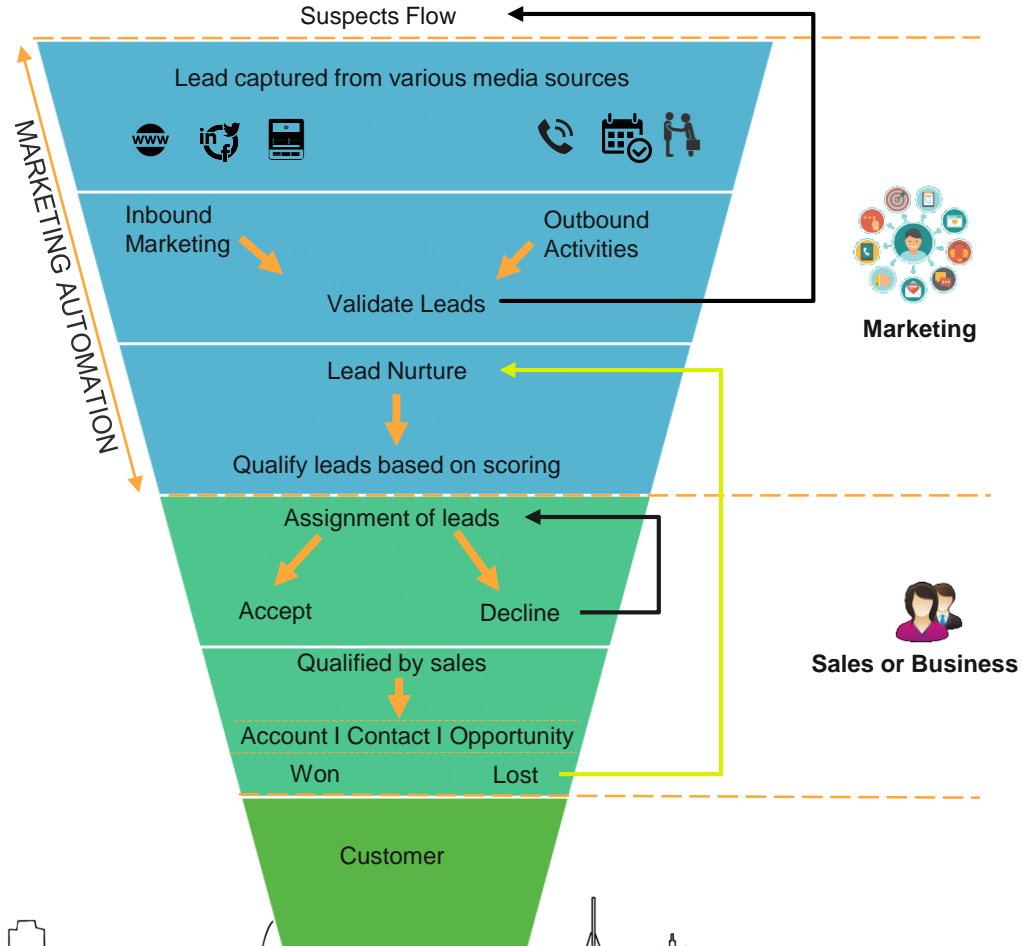 Suspects Flow
Lead captured from various media sources
www
in
f
Inbound
Marketing
Outbound
Activities
Validate Leads
MARKETING AUTOMATION
Marketing
Lead Nurture
Qualify leads based on scoring
Assignment of leads
Accept
Decline
Sales or Business
Qualified by sales
Account I Contact I Opportunity
Won
Lost
Customer